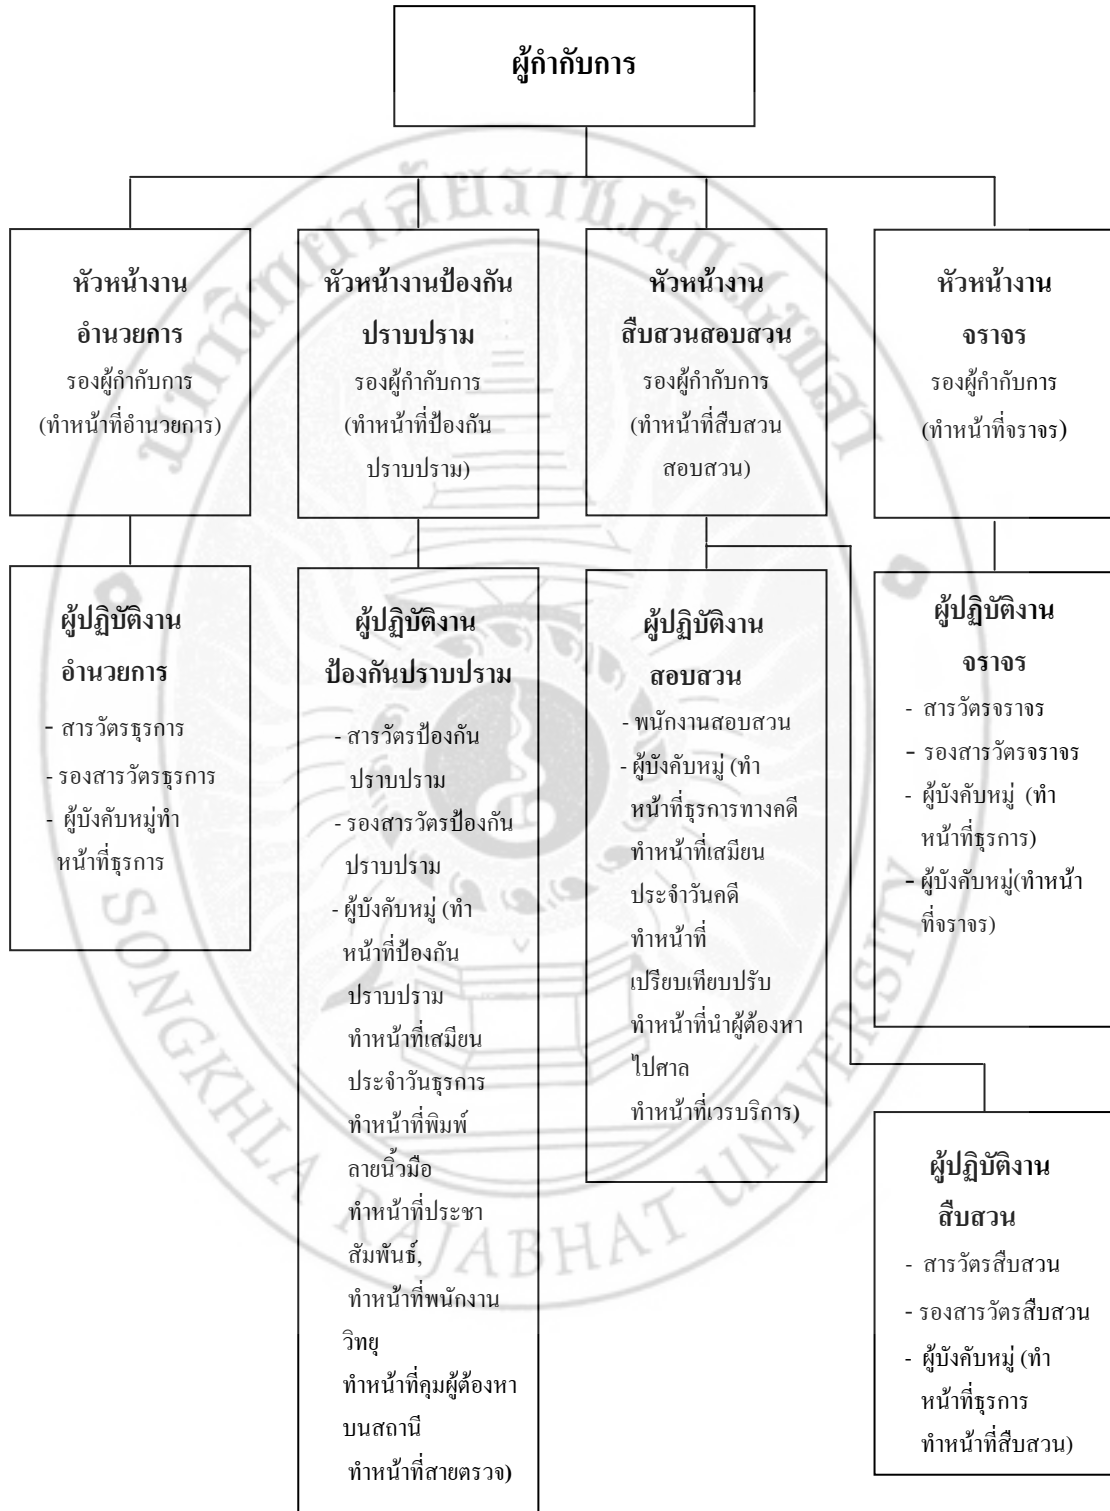 ผู้กำกับการ
หัวหน้างาน
อำนวยการ
รองผู้กำกับการ
(ทำหน้าที่อำนวยการ)
หัวหน้างานป้องกัน
ปราบปราม
รองผู้กำกับการ
(ทำหน้าที่ป้องกัน
ปราบปราม)
หัวหน้างาน
สืบสวนสอบสวน
รองผู้กำกับการ
(ทำหน้าที่สืบสวน
สอบสวน)
หัวหน้างาน
จราจร
รองผู้กำกับการ
(ทำหน้าที่จราจร)
ผู้ปฏิบัติงาน
อำนวยการ
- สารวัตรธุรการ
- รองสารวัตรธุรการ
- ผู้บังคับหมู่ทำ
หน้าที่ธุรการ
ผู้ปฏิบัติงาน
ป้องกันปราบปราม
- สารวัตรป้องกัน
ปราบปราม
- รองสารวัตรป้องกัน
ปราบปราม
- ผู้บังคับหมู่ (ทำ
หน้าที่ป้องกัน
ปราบปราม
ทำหน้าที่เสมียน
ประจำวันธุรการ
ทำหน้าที่พิมพ์
ลายนิ้วมือ
ทำหน้าที่ประชา
สัมพันธ์,
ทำหน้าที่พนักงาน
วิทยุ
ทำหน้าที่คุมผู้ต้องหา
บนสถานี
ทำหน้าที่สายตรวจ)
ผู้ปฏิบัติงาน
สอบสวน
- พนักงานสอบสวน
- ผู้บังคับหมู่ (ทำ
หน้าที่ธุรการทางคดี
ทำหน้าที่เสมียน
ประจำวันคดี
ทำหน้าที่
เปรียบเทียบปรับ
ทำหน้าที่นำผู้ต้องหา
ไปศาล
ทำหน้าที่เวรบริการ)
ผู้ปฏิบัติงาน
จราจร
- สารวัตรจราจร
- รองสารวัตรจราจร
- ผู้บังคับหมู่ (ทำ
หน้าที่ธุรการ)
- ผู้บังคับหมู่(ทำหน้า
ที่จราจร)
ผู้ปฏิบัติงาน
สืบสวน
- สารวัตรสืบสวน
- รองสารวัตรสืบสวน
- ผู้บังคับหมู่ (ทำ
หน้าที่ธุรการ
ทำหน้าที่สืบสวน)
มหาวิทยาลัยราชภัฏสงขลา
SONGKHLA RAJABHAT UNIVERSITY